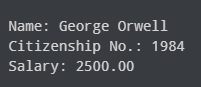 Name: George Orwell
Citizenship No.: 1984
Salary: 2500.00